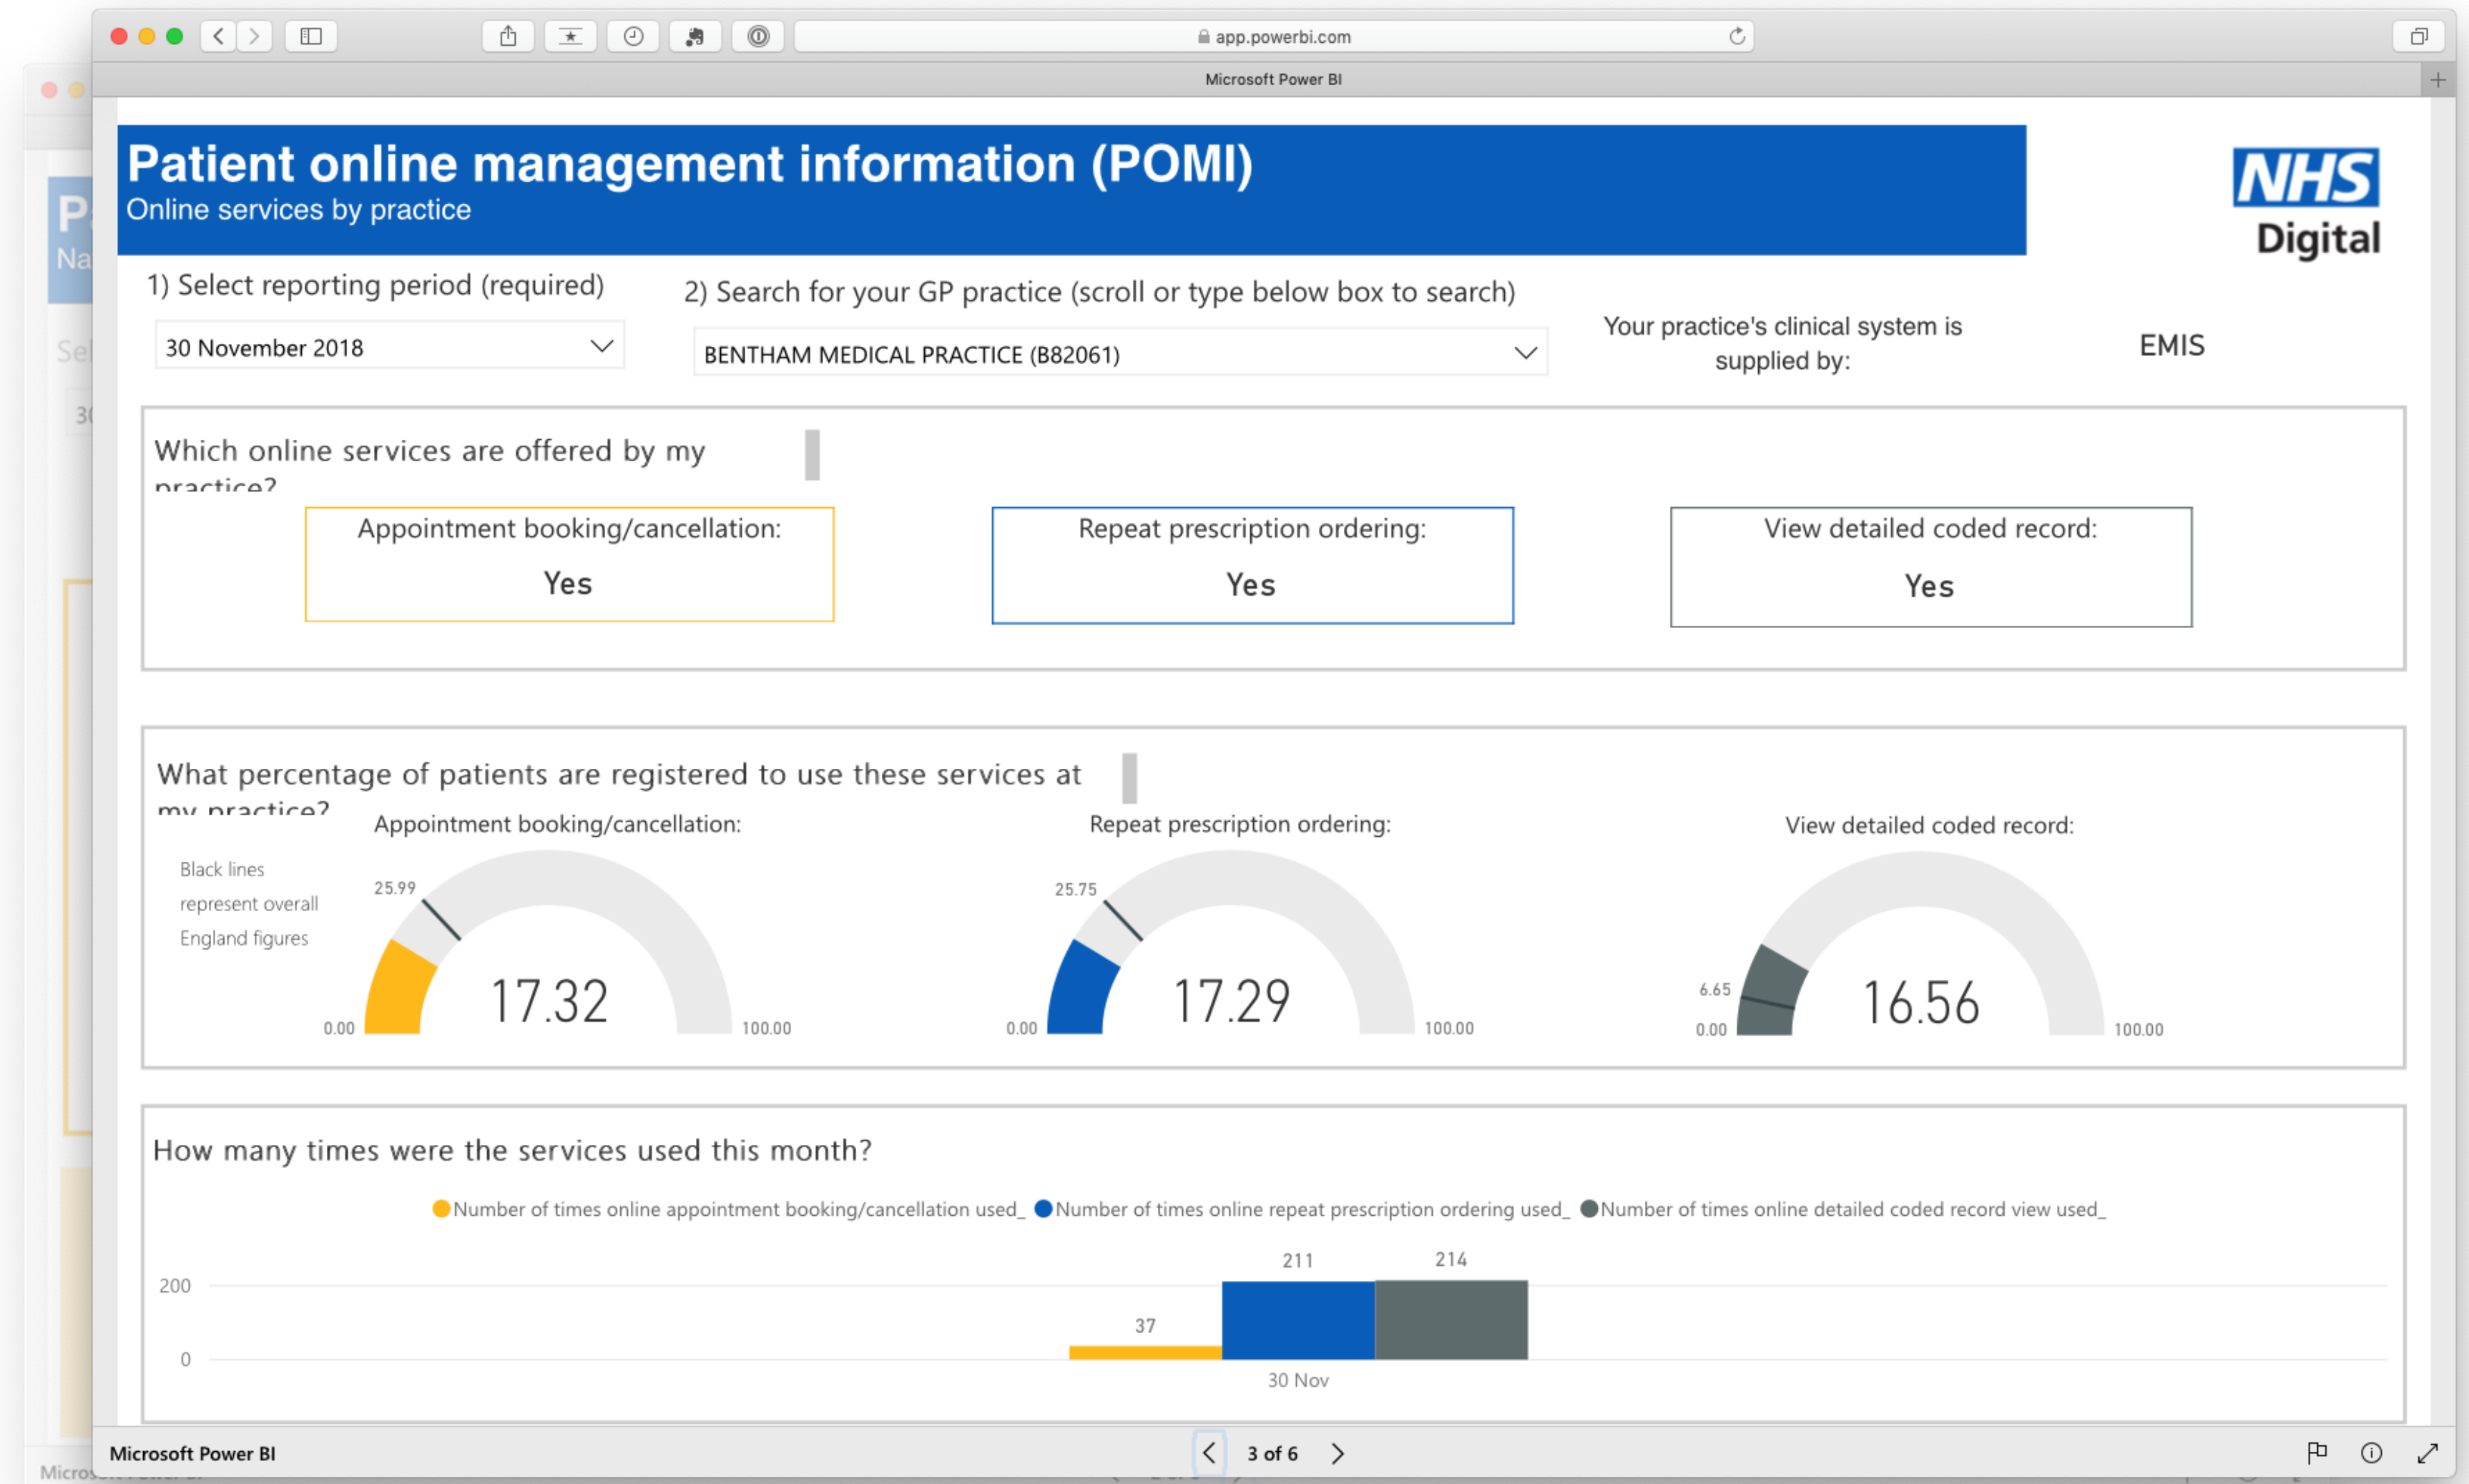 app.powerbi.com
Microsoft Power BI
Patient online management information (POMI)
Online services by practice
NHS
Digital
1) Select reporting period (required)
2) Search for your GP practice (scroll or type below box to search)
30 November 2018
BENTHAM MEDICAL PRACTICE (B82061)
Your practice's clinical system is
supplied by:
EMIS
Which online services are offered by my
practice?
Appointment booking/cancellation:
Yes
Repeat prescription ordering:
Yes
View detailed coded record:
Yes
What percentage of patients are registered to use these services at
my practice?
Black lines
represent overall
England figures
Appointment booking/cancellation:
25.99
17.32
0.00
100.00
Repeat prescription ordering:
25.75
17.29
0.00
100.00
View detailed coded record:
6.65
16.56
0.00
100.00
How many times were the services used this month?
Number of times online appointment booking/cancellation used_ Number of times online repeat prescription ordering used_ Number of times online detailed coded record view used_
200
0
37
211
214
30 Nov
Microsoft Power BI
3 of 6